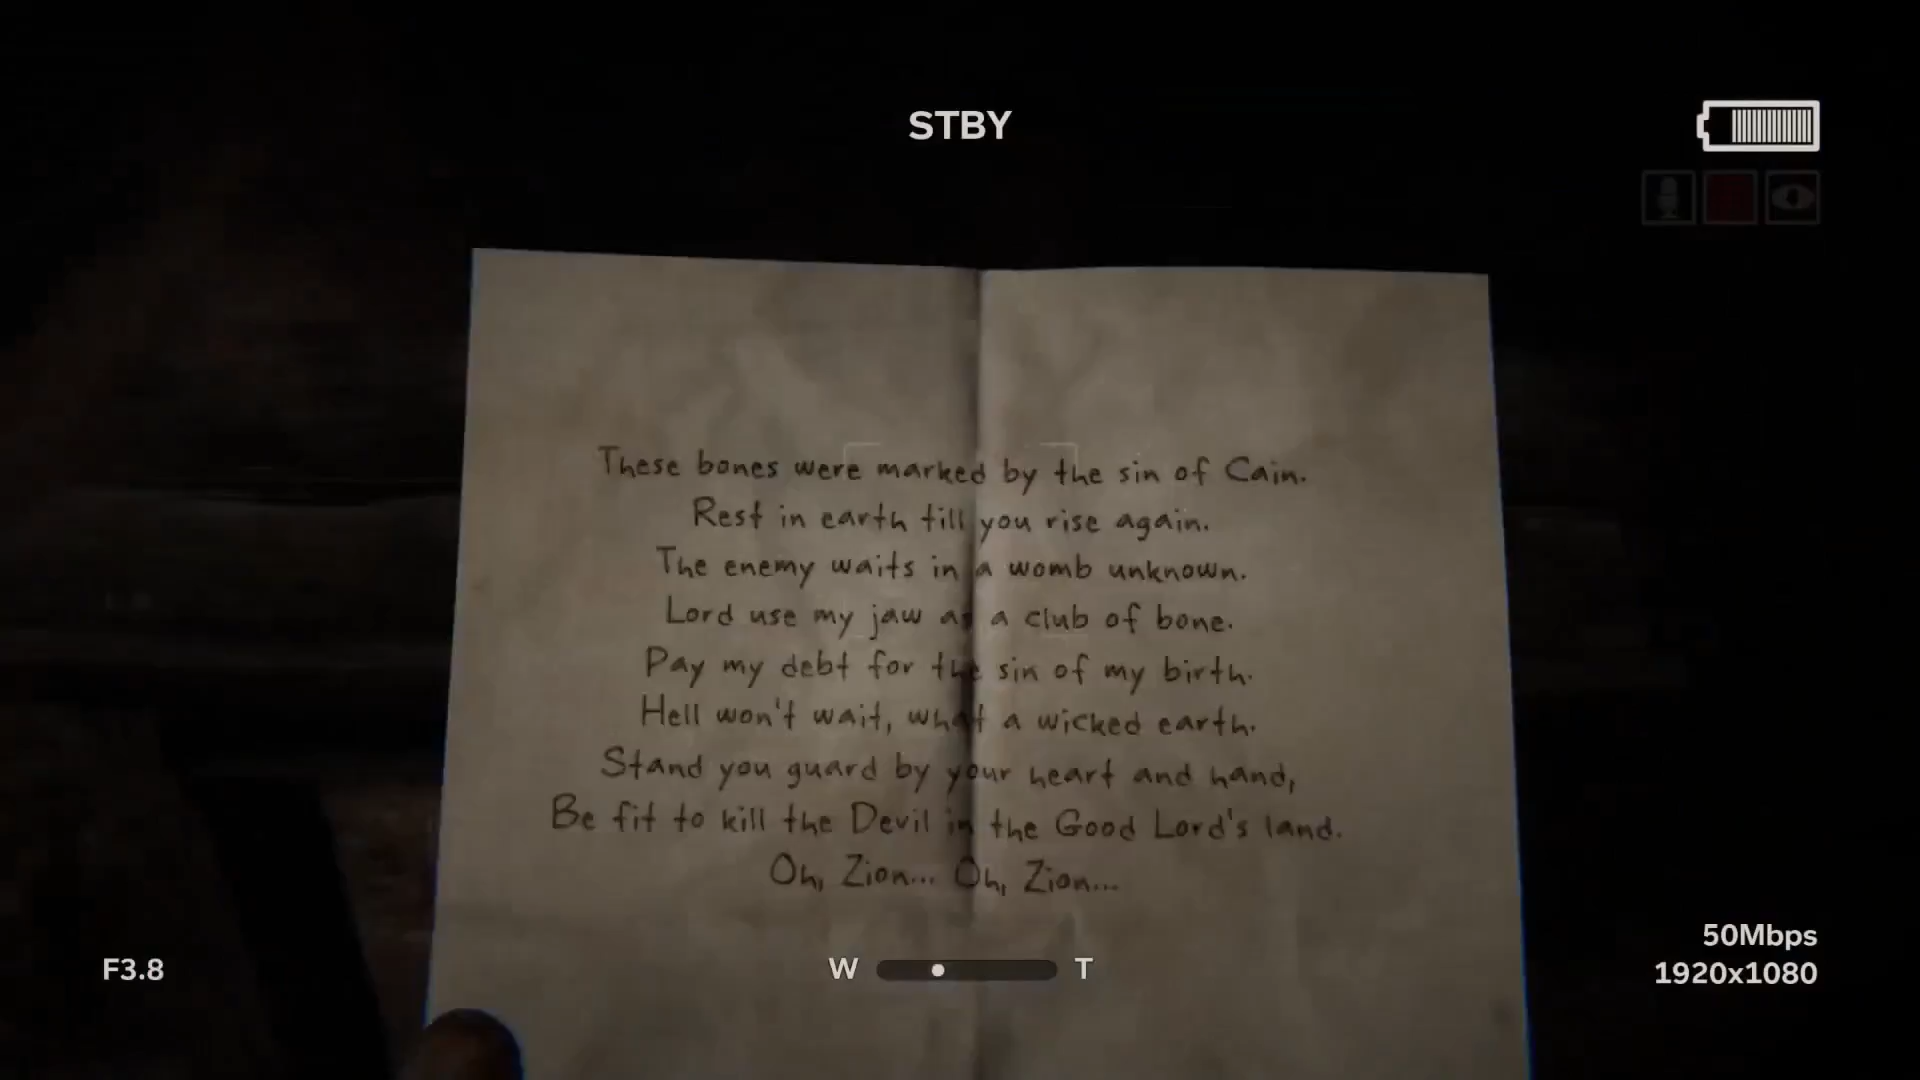 STBY
These bones were marked by the sin of Cain.
Rest in earth till you rise again.
The enemy waits in a womb unknown.
Lord use my jaw as a club of bone.
Pay my debt for the sin of my birth.
Hell won't wait, what a wicked earth.
Stand you guard by your heart and hand,
Be fit to kill the Devil in the Good Lord's land.
Oh, Zion... Oh, Zion...
F3.8
W T
50Mbps
1920x1080